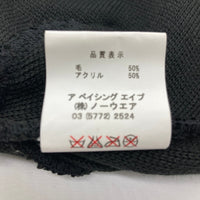 品質表示
毛 50%
アクリル 50%
ア ベイシング エイプ
(株) ノーウエア
03 (5772) 2524